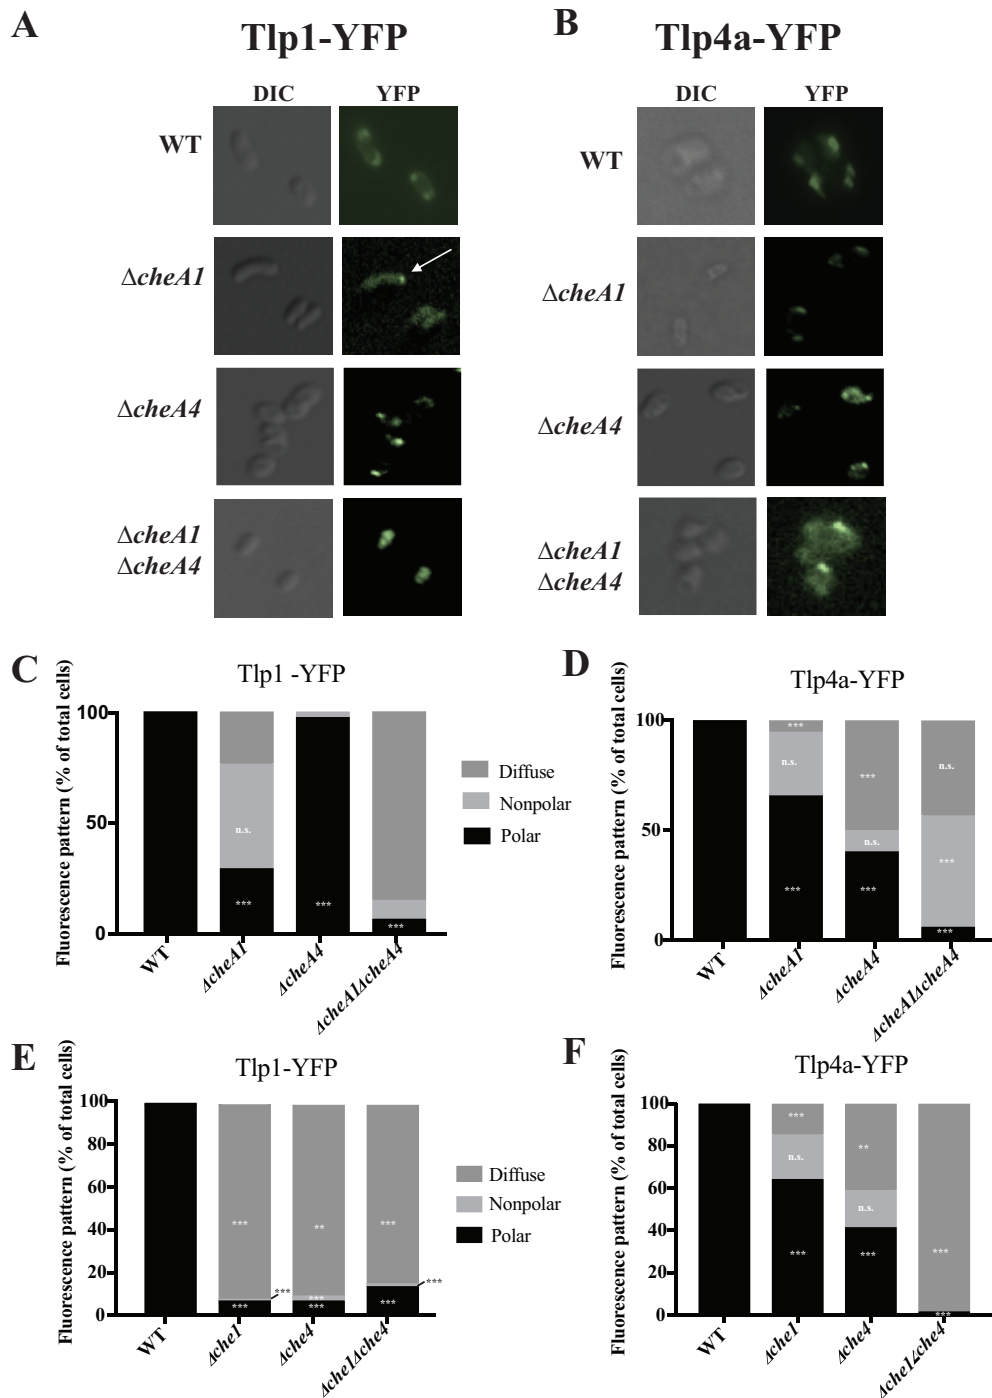 A
Tlp1-YFP
DIC
YFP
WT
ΔcheA1
ΔcheA4
ΔcheA1
ΔcheA4
B
Tlp4a-YFP
DIC
YFP
WT
ΔcheA1
ΔcheA4
ΔcheA1
ΔcheA4
C
Tlp1 -YFP
Fluorescence pattern (% of total cells)
100
50
0
n.s.
***
***
***
WT
ΔcheA1
ΔcheA4
ΔcheA1ΔcheA4
Diffuse
Nonpolar
Polar
D
Tlp4a-YFP
Fluorescence pattern (% of total cells)
100
50
0
***
n.s.
***
***
n.s.
***
n.s.
***
***
WT
ΔcheA1
ΔcheA4
ΔcheA1ΔcheA4
E
Tlp1-YFP
Fluorescence pattern (% of total cells)
100
80
60
40
20
0
***
***
***
**
***
***
***
***
***
WT
Δche1
Δche4
Δche1Δche4
Diffuse
Nonpolar
Polar
F
Tlp4a-YFP
Fluorescence pattern (% of total cells)
100
80
60
40
20
0
***
n.s.
***
**
n.s.
***
***
***
WT
Δche1
Δche4